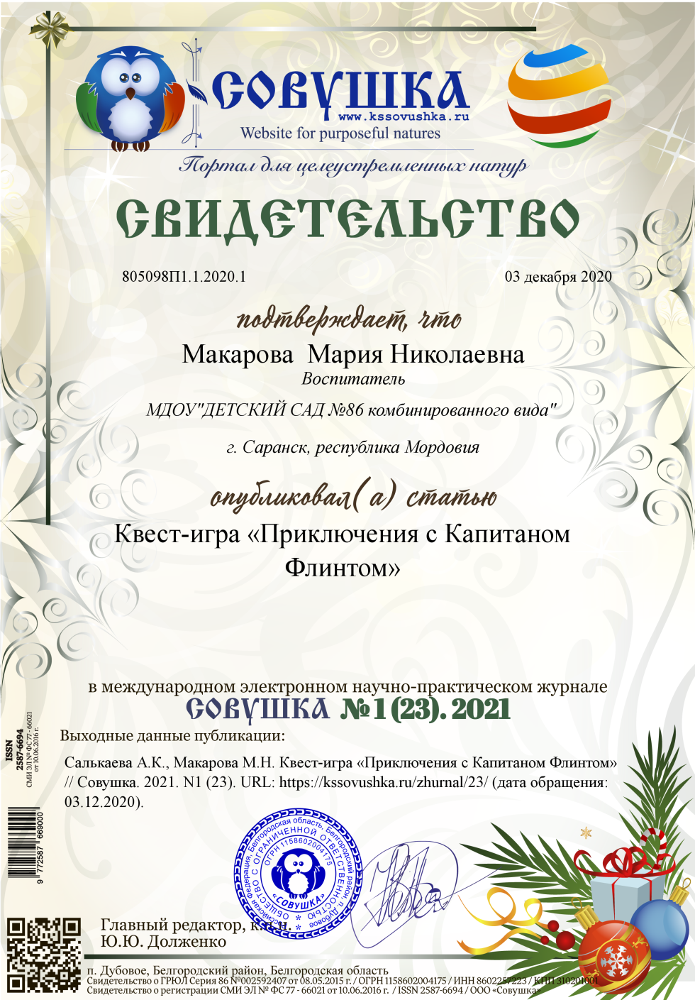 СОВУШКА
www.kssovushka.ru
Website for purposeful natures
Портал для целеустремленных натур
СВИДЕТЕЛЬСТВО
805098П1.1.2020.1 03 декабря 2020
подтверждает, что
Макарова Мария Николаевна
Воспитатель
МДОУ"ДЕТСКИЙ САД №86 комбинированного вида"
г. Саранск, республика Мордовия
опубликовал(а) статью
Квест-игра «Приключения с Капитаном
Флинтом»
в международном электронном научно-практическом журнале
СОВУШКА № 1 (23). 2021
Выходные данные публикации:
Салькаева А.К., Макарова М.Н. Квест-игра «Приключения с Капитаном Флинтом»
// Совушка. 2021. N1 (23). URL: https://kssovushka.ru/zhurnal/23/ (дата обращения:
03.12.2020).
ISSN
2587-6694
СМИ ЭЛ № ФС 77 - 66021
от 10.06.2016 г.
9 772587 669000
Российская Федерация, Белгородская область, Белгородский район, п. Дубовое
ОБЩЕСТВО С ОГРАНИЧЕННОЙ ОТВЕТСТВЕННОСТЬЮ
ОГРН 1158602004175
«СОВУШКА»
Главный редактор, к.п.н.
Ю.Ю. Долженко
п. Дубовое, Белгородский район, Белгородская область
Свидетельство о ГРЮЛ Серия 86 №002592407 от 08.05.2015 г. / ОГРН 1158602004175 / ИНН 8602257223 / КПП 310201001
Свидетельство о регистрации СМИ ЭЛ № ФС 77 - 66021 от 10.06.2016 г. / ISSN 2587-6694 / ООО «Совушка»